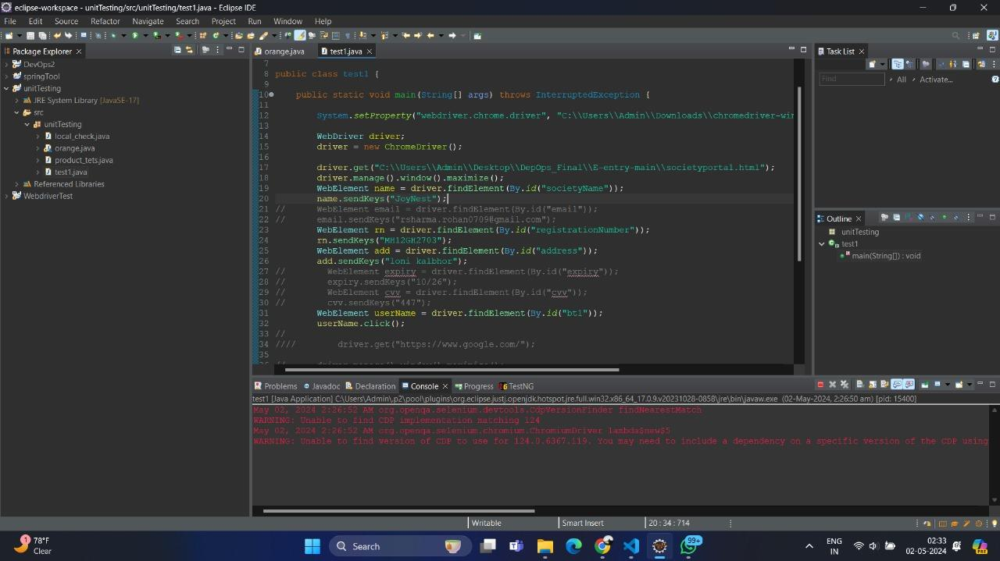 eclipse-workspace - unitTesting/src/unitTesting/test1.java - Eclipse IDE
File Edit Source Refactor Navigate Search Project Run Window Help
Package Explorer
DevOps2
springTool
unitTesting
JRE System Library [JavaSE-17]
src
unitTesting
local_check.java
orange.java
product_tets.java
test1.java
Referenced Libraries
WebdriverTest
orange.java test1.java
7
8 public class test1 {
9
10 public static void main(String[] args) throws InterruptedException {
11
12 System.setProperty("webdriver.chrome.driver", "C:\\Users\\Admin\\Downloads\\chromedriver-win
13
14 WebDriver driver;
15 driver = new ChromeDriver();
16
17 driver.get("C:\\Users\\Admin\\Desktop\\DepOps_Final\\E-entry-main\\societyportal.html");
18 driver.manage().window().maximize();
19 WebElement name = driver.findElement(By.id("societyName"));
20 name.sendKeys("JoyNest");
21 // WebElement email = driver.findElement(By.id("email"));
22 // email.sendKeys("rsharma.rohan0709@gmail.com");
23 WebElement rn = driver.findElement(By.id("registrationNumber"));
24 rn.sendKeys("MH12GH2703");
25 WebElement add = driver.findElement(By.id("address"));
26 add.sendKeys("loni kalbhor");
27 // WebElement expiry = driver.findElement(By.id("expiry"));
28 // expiry.sendKeys("10/26");
29 // WebElement cvv = driver.findElement(By.id("cvv"));
30 // cvv.sendKeys("447");
31 WebElement userName = driver.findElement(By.id("bt1"));
32 userName.click();
33 //
34 //// driver.get("https://www.google.com/");
35
Task List
Find All Activate...
Outline
unitTesting
test1
main(String[]) : void
Problems Javadoc Declaration Console Progress TestNG
test1 [Java Application] C:\Users\Admin\.p2\pool\plugins\org.eclipse.justj.openjdk.hotspot.jre.full.win32.x86_64_17.0.9.v20231028-0858\jre\bin\javaw.exe (02-May-2024, 2:26:50 am) [pid: 15400]
May 02, 2024 2:26:52 AM org.openqa.selenium.devtools.CdpVersionFinder findNearestMatch
WARNING: Unable to find CDP implementation matching 124
May 02, 2024 2:26:52 AM org.openqa.selenium.chromium.ChromiumDriver lambda$new$5
WARNING: Unable to find version of CDP to use for 124.0.6367.119. You may need to include a dependency on a specific version of the CDP using
Writable Smart Insert 20 : 34 : 714
1
78°F
Clear
Search
99+
ENG
IN
02:33
02-05-2024